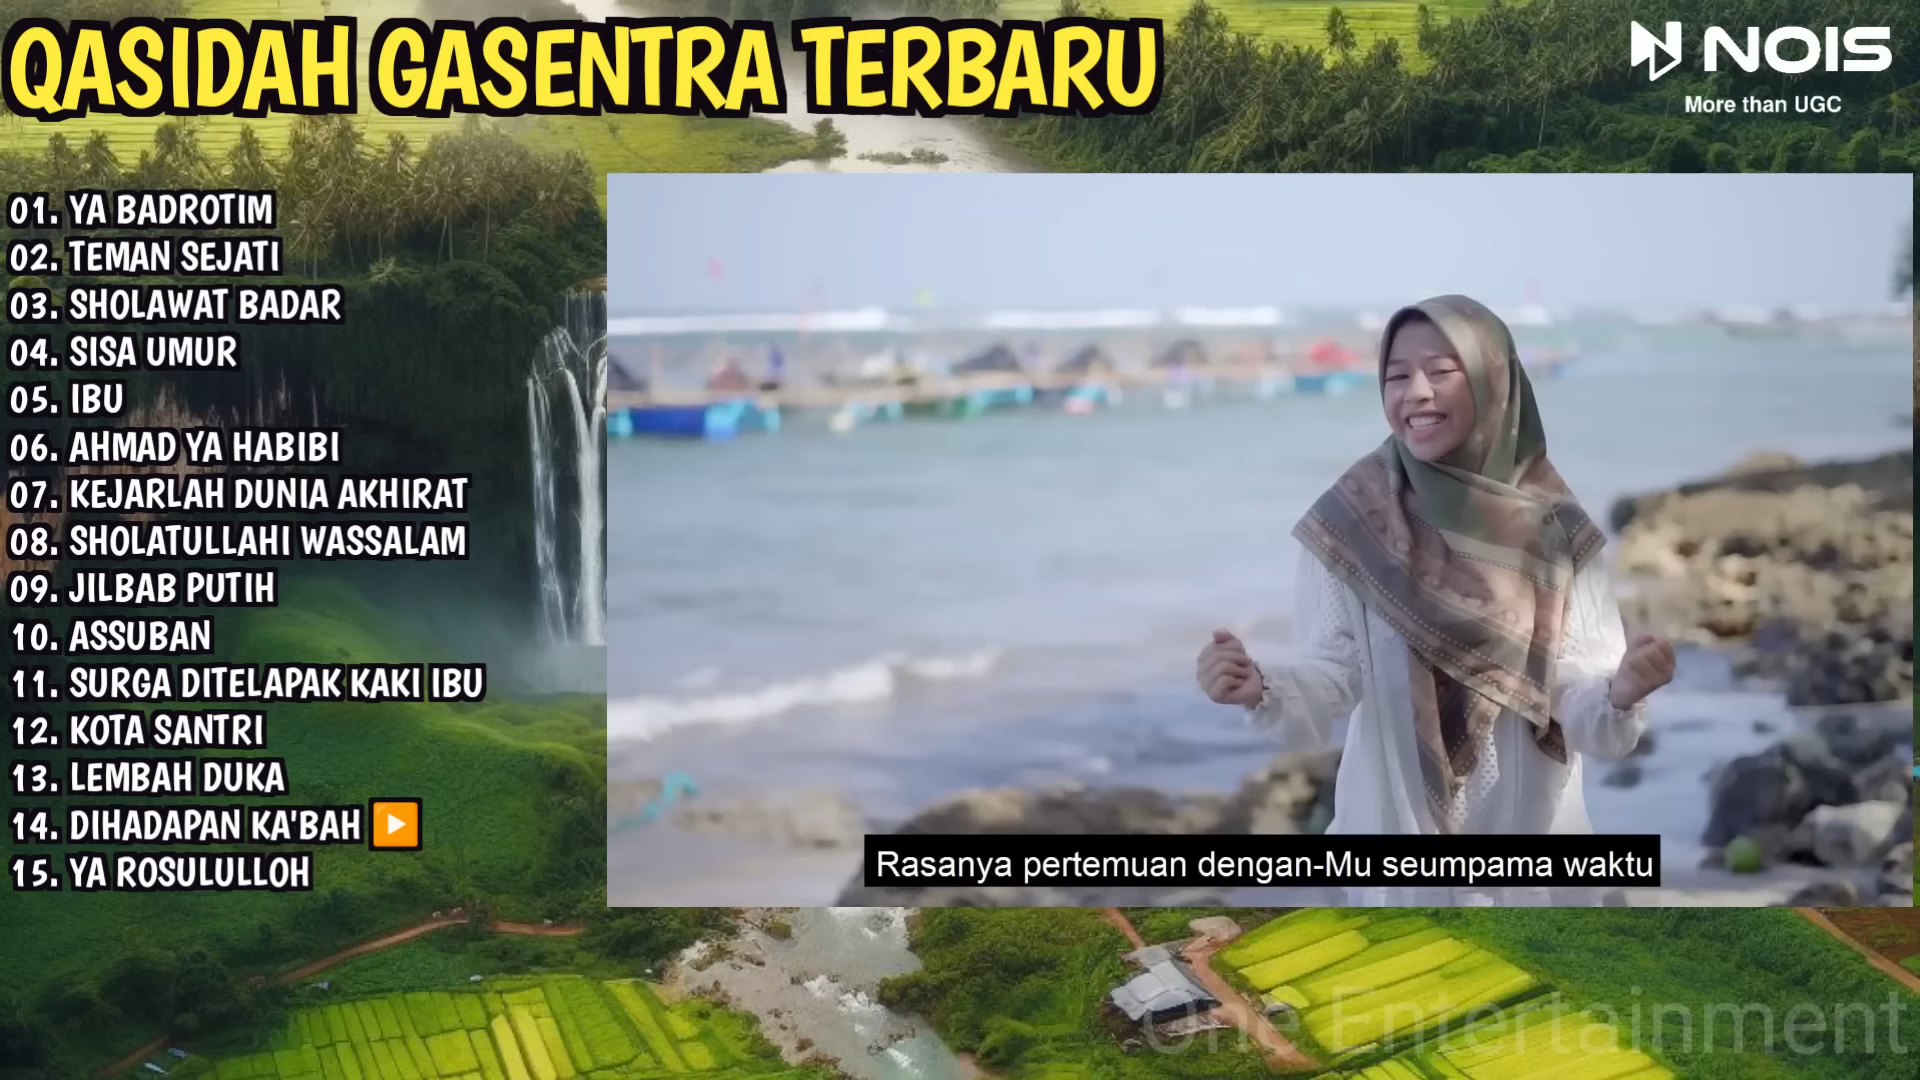 QASIDAH GASENTRA TERBARU
NOIS
More than UGC
01. YA BADROTIM
02. TEMAN SEJATI
03. SHOLAWAT BADAR
04. SISA UMUR
05. IBU
06. AHMAD YA HABIBI
07. KEJARLAH DUNIA AKHIRAT
08. SHOLATULLAHI WASSALAM
09. JILBAB PUTIH
10. ASSUBAN
11. SURGA DITELAPAK KAKI IBU
12. KOTA SANTRI
13. LEMBAH DUKA
14. DIHADAPAN KA'BAH
15. YA ROSULULLOH
Rasanya pertemuan dengan-Mu seumpama waktu
One Entertainment